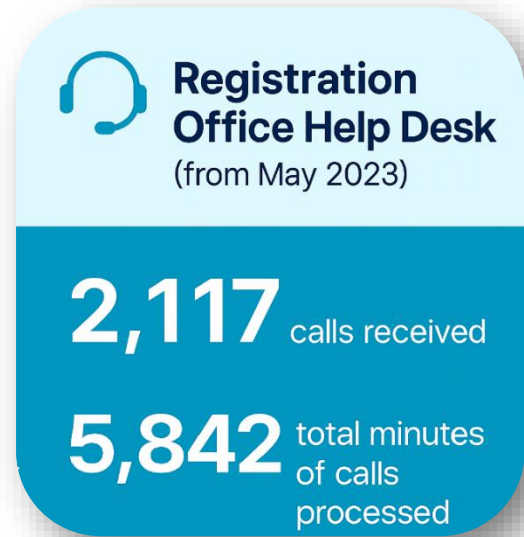 Registration
Office Help Desk
(from May 2023)
2,117 calls received
5,842 total minutes
of calls
processed